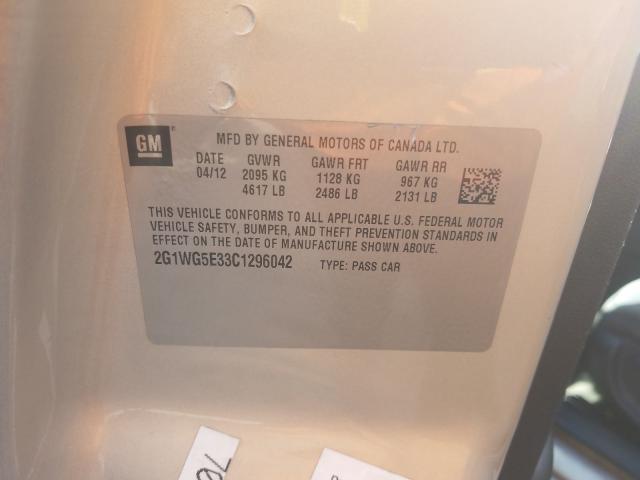 GM
MFD BY GENERAL MOTORS OF CANADA LTD.
DATE GVWR GAWR FRT GAWR RR
04/12 2095 KG 1128 KG 967 KG
4617 LB 2486 LB 2131 LB
THIS VEHICLE CONFORMS TO ALL APPLICABLE U.S. FEDERAL MOTOR
VEHICLE SAFETY, BUMPER, AND THEFT PREVENTION STANDARDS IN
EFFECT ON THE DATE OF MANUFACTURE SHOWN ABOVE.
2G1WG5E33C1296042 TYPE: PASS CAR